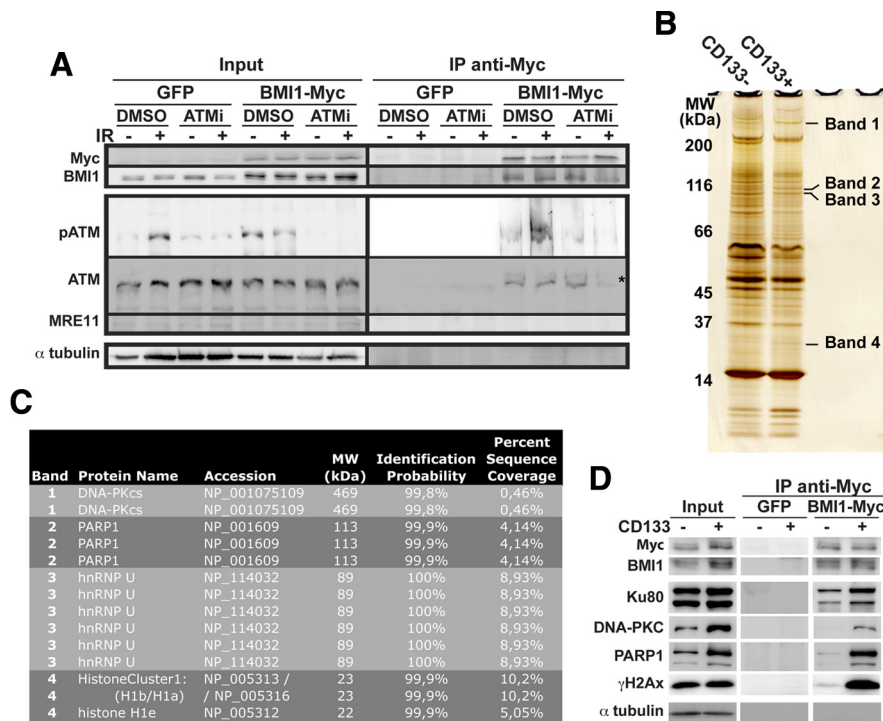 A
Input
IP anti-Myc
GFP
BMI1-Myc
GFP
BMI1-Myc
DMSO ATMi DMSO ATMi
DMSO ATMi DMSO ATMi
IR - + - + - + - +
- + - + - + - +
Myc
BMI1
pATM
ATM
*
MRE11
α tubulin
B
CD133-
CD133+
MW
(kDa)
200
116
66
45
37
14
Band 1
Band 2
Band 3
Band 4
C
Band Protein Name Accession MW (kDa) Identification Probability Percent Sequence Coverage
1 DNA-PKcs NP_001075109 469 99,8% 0,46%
1 DNA-PKcs NP_001075109 469 99,8% 0,46%
2 PARP1 NP_001609 113 99,9% 4,14%
2 PARP1 NP_001609 113 99,9% 4,14%
2 PARP1 NP_001609 113 99,9% 4,14%
3 hnRNP U NP_114032 89 100% 8,93%
3 hnRNP U NP_114032 89 100% 8,93%
3 hnRNP U NP_114032 89 100% 8,93%
3 hnRNP U NP_114032 89 100% 8,93%
3 hnRNP U NP_114032 89 100% 8,93%
3 hnRNP U NP_114032 89 100% 8,93%
4 HistoneCluster1: NP_005313 / 23 99,9% 10,2%
4 (H1b/H1a) / NP_005316 23 99,9% 10,2%
4 histone H1e NP_005312 22 99,9% 5,05%
D
IP anti-Myc
Input GFP BMI1-Myc
CD133 - + - + - +
Myc
BMI1
Ku80
DNA-PKC
PARP1
γH2Ax
α tubulin